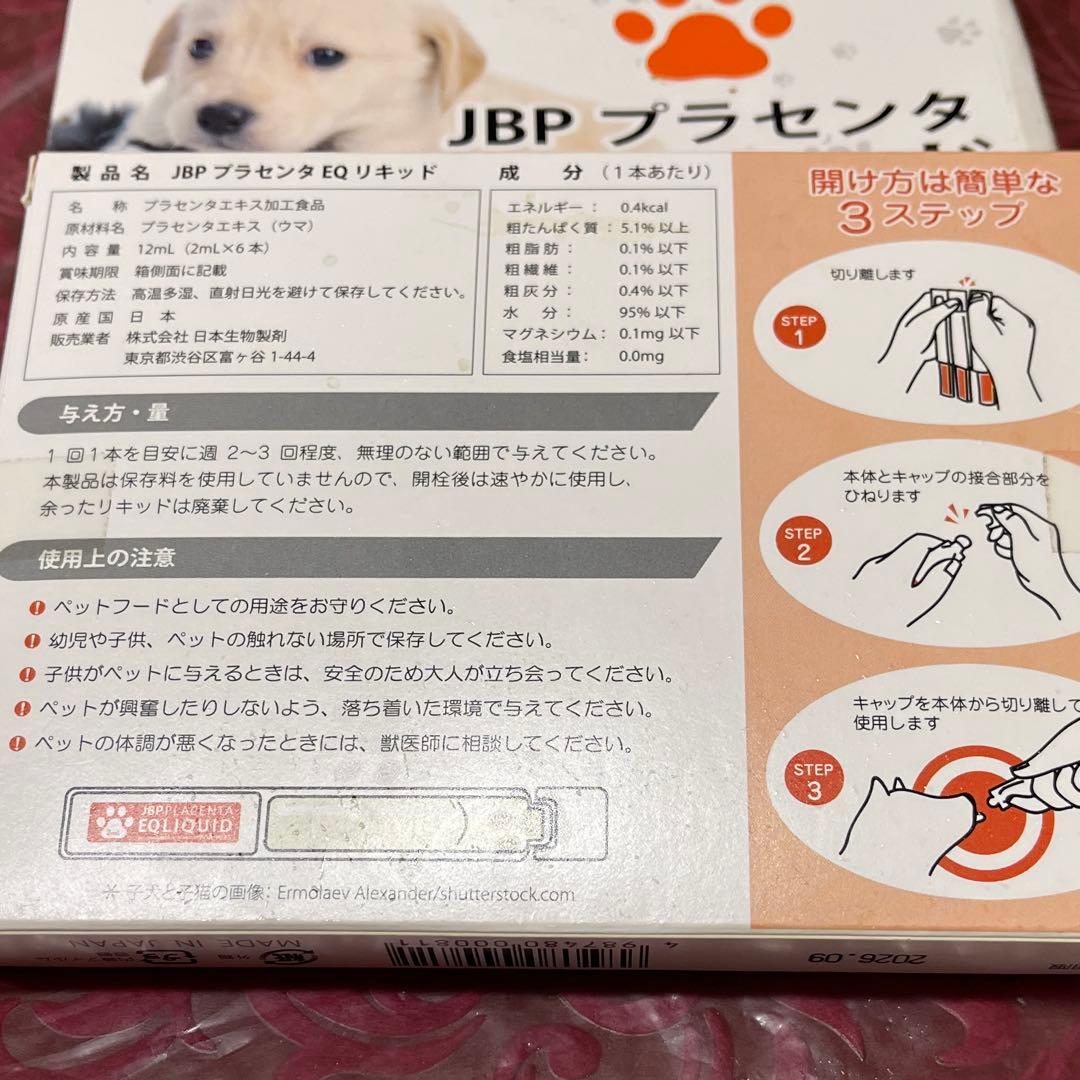 JBP プラセンタ
製品名 JBP プラセンタ EQ リキッド
名称 プラセンタエキス加工食品
原材料名 プラセンタエキス（ウマ）
内容量 12mL（2mL×6本）
賞味期限 箱側面に記載
保存方法 高温多湿、直射日光を避けて保存してください。
原産国 日本
販売業者 株式会社 日本生物製剤
東京都渋谷区富ヶ谷 1-44-4
成分（1本あたり）
エネルギー： 0.4kcal
粗たんぱく質： 5.1% 以上
粗脂肪： 0.1% 以下
粗繊維： 0.1% 以下
粗灰分： 0.4% 以下
水分： 95% 以下
マグネシウム： 0.1mg 以下
食塩相当量： 0.0mg
与え方・量
1 回 1 本を目安に週 2〜3 回程度、無理のない範囲で与えてください。
本製品は保存料を使用していませんので、開栓後は速やかに使用し、
余ったリキッドは廃棄してください。
使用上の注意
ペットフードとしての用途をお守りください。
幼児や子供、ペットの触れない場所で保存してください。
子供がペットに与えるときは、安全のため大人が立ち会ってください。
ペットが興奮したりしないよう、落ち着いた環境で与えてください。
ペットの体調が悪くなったときには、獣医師に相談してください。
JBPPLACENTA
EQLIQUID
※ 子犬と子猫の画像: Ermolaev Alexander/shutterstock.com
開け方は簡単な
3ステップ
切り離します
STEP
1
本体とキャップの接合部分を
ひねります
STEP
2
キャップを本体から切り離して
使用します
STEP
3
MADE IN JAPAN
外箱
4987480000811
2026.09